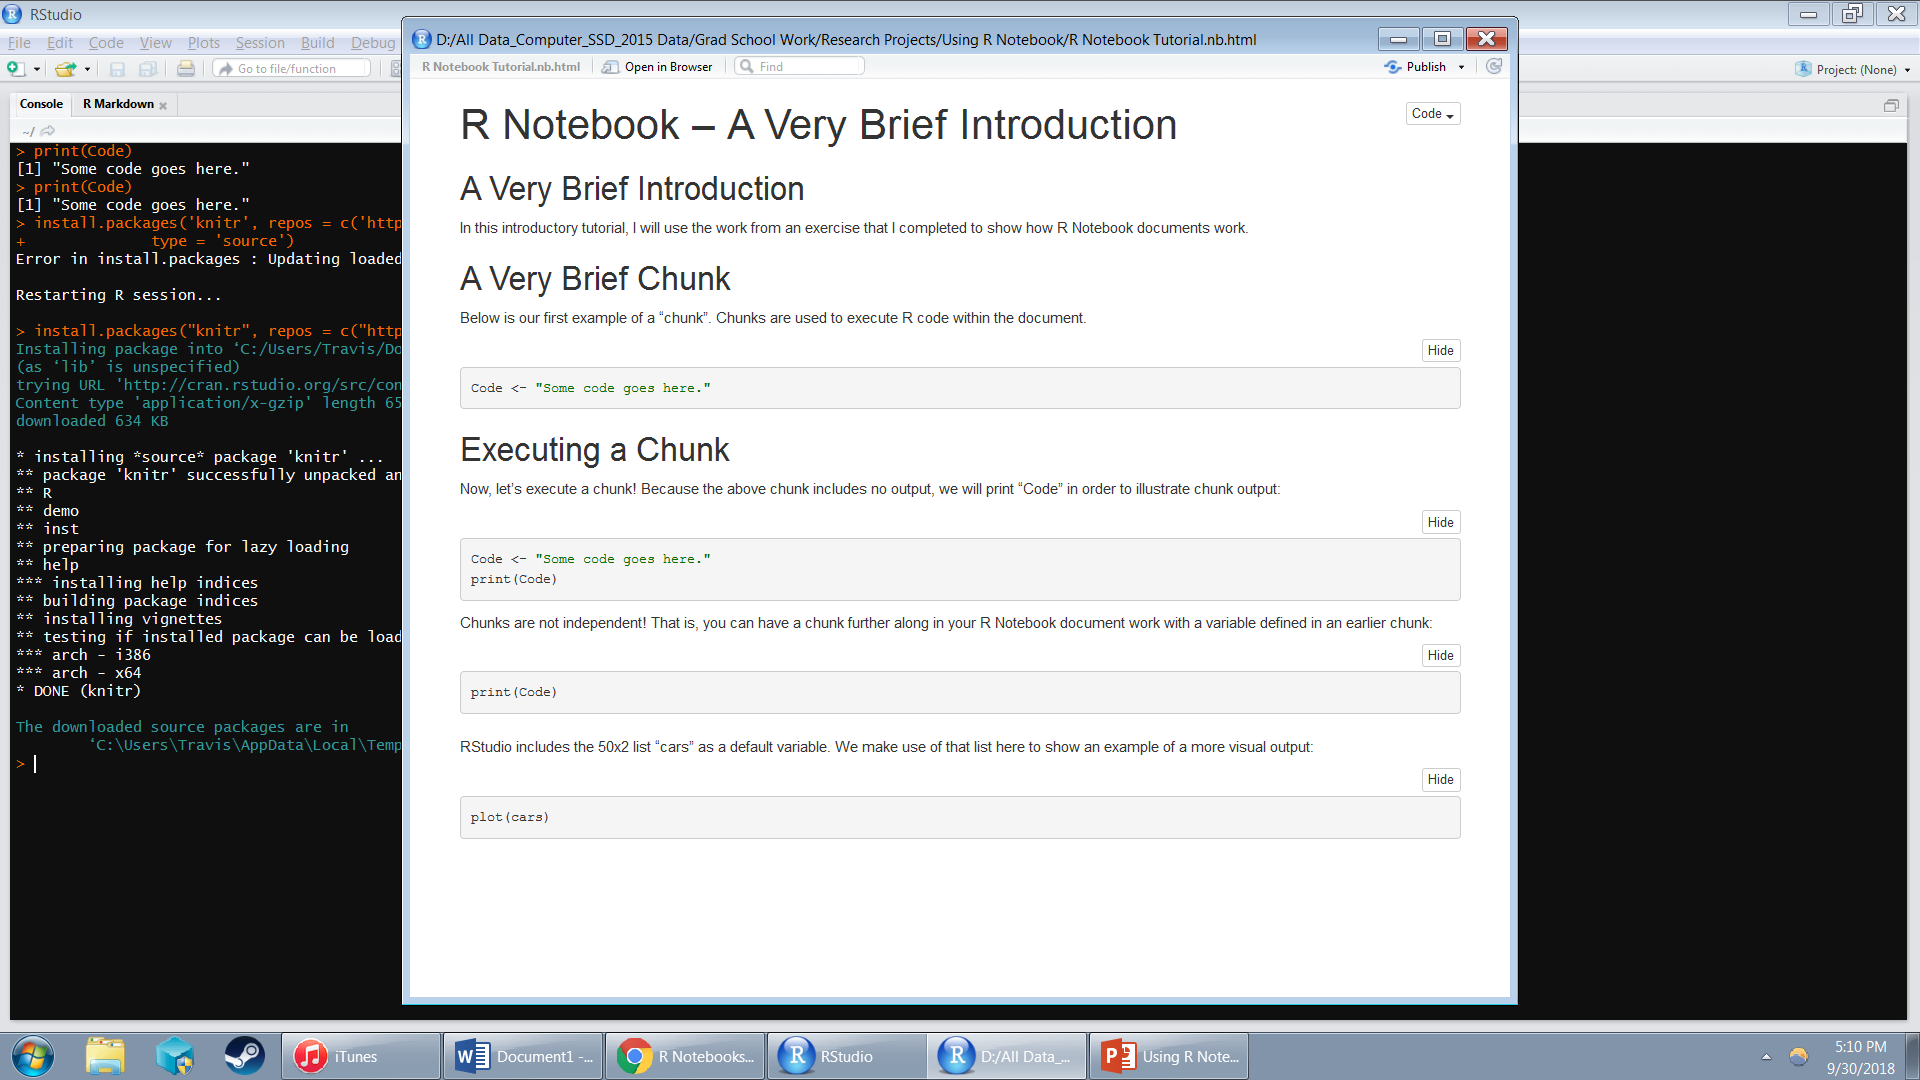 RStudio
File Edit Code View Plots Session Build Debug
Go to file/function
Project: (None)
Console R Markdown
~/
> print(Code)
[1] "Some code goes here."
> print(Code)
[1] "Some code goes here."
> install.packages('knitr', repos = c('http
+ type = 'source')
Error in install.packages : Updating loaded
Restarting R session...
> install.packages("knitr", repos = c("http
Installing package into ‘C:/Users/Travis/Do
(as ‘lib’ is unspecified)
trying URL 'http://cran.rstudio.org/src/con
Content type 'application/x-gzip' length 65
downloaded 634 KB
* installing *source* package 'knitr' ...
** package 'knitr' successfully unpacked an
** R
** demo
** inst
** preparing package for lazy loading
** help
*** installing help indices
** building package indices
** installing vignettes
** testing if installed package can be load
*** arch - i386
*** arch - x64
* DONE (knitr)
The downloaded source packages are in
‘C:\Users\Travis\AppData\Local\Temp
>
D:/All Data_Computer_SSD_2015 Data/Grad School Work/Research Projects/Using R Notebook/R Notebook Tutorial.nb.html
R Notebook Tutorial.nb.html Open in Browser Find Publish
R Notebook – A Very Brief Introduction
Code
A Very Brief Introduction
In this introductory tutorial, I will use the work from an exercise that I completed to show how R Notebook documents work.
A Very Brief Chunk
Below is our first example of a “chunk”. Chunks are used to execute R code within the document.
Hide
Code <- "Some code goes here."
Executing a Chunk
Now, let’s execute a chunk! Because the above chunk includes no output, we will print “Code” in order to illustrate chunk output:
Hide
Code <- "Some code goes here."
print(Code)
Chunks are not independent! That is, you can have a chunk further along in your R Notebook document work with a variable defined in an earlier chunk:
Hide
print(Code)
RStudio includes the 50x2 list “cars” as a default variable. We make use of that list here to show an example of a more visual output:
Hide
plot(cars)
iTunes
Document1 -...
R Notebooks...
RStudio
D:/All Data_...
Using R Note...
5:10 PM
9/30/2018